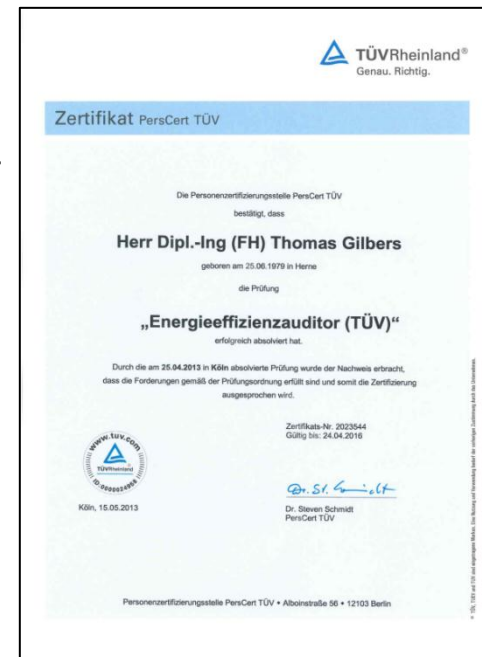 TÜVRheinland®
Genau. Richtig.
Zertifikat PersCert TÜV
Die Personenzertifizierungsstelle PersCert TÜV
bestätigt, dass
Herr Dipl.-Ing (FH) Thomas Gilbers
geboren am 25.06.1979 in Herne
die Prüfung
„Energieeffizienzauditor (TÜV)“
erfolgreich absolviert hat.
Durch die am 25.04.2013 in Köln absolvierte Prüfung wurde der Nachweis erbracht,
dass die Forderungen gemäß der Prüfungsordnung erfüllt sind und somit die Zertifizierung
ausgesprochen wird.
Zertifikats-Nr. 2023544
Gültig bis: 24.04.2016
www.tuv.com
TÜVRheinland
Köln, 15.05.2013
Dr. Steven Schmidt
PersCert TÜV
Personenzertifizierungsstelle PersCert TÜV • Alboinstraße 56 • 12103 Berlin